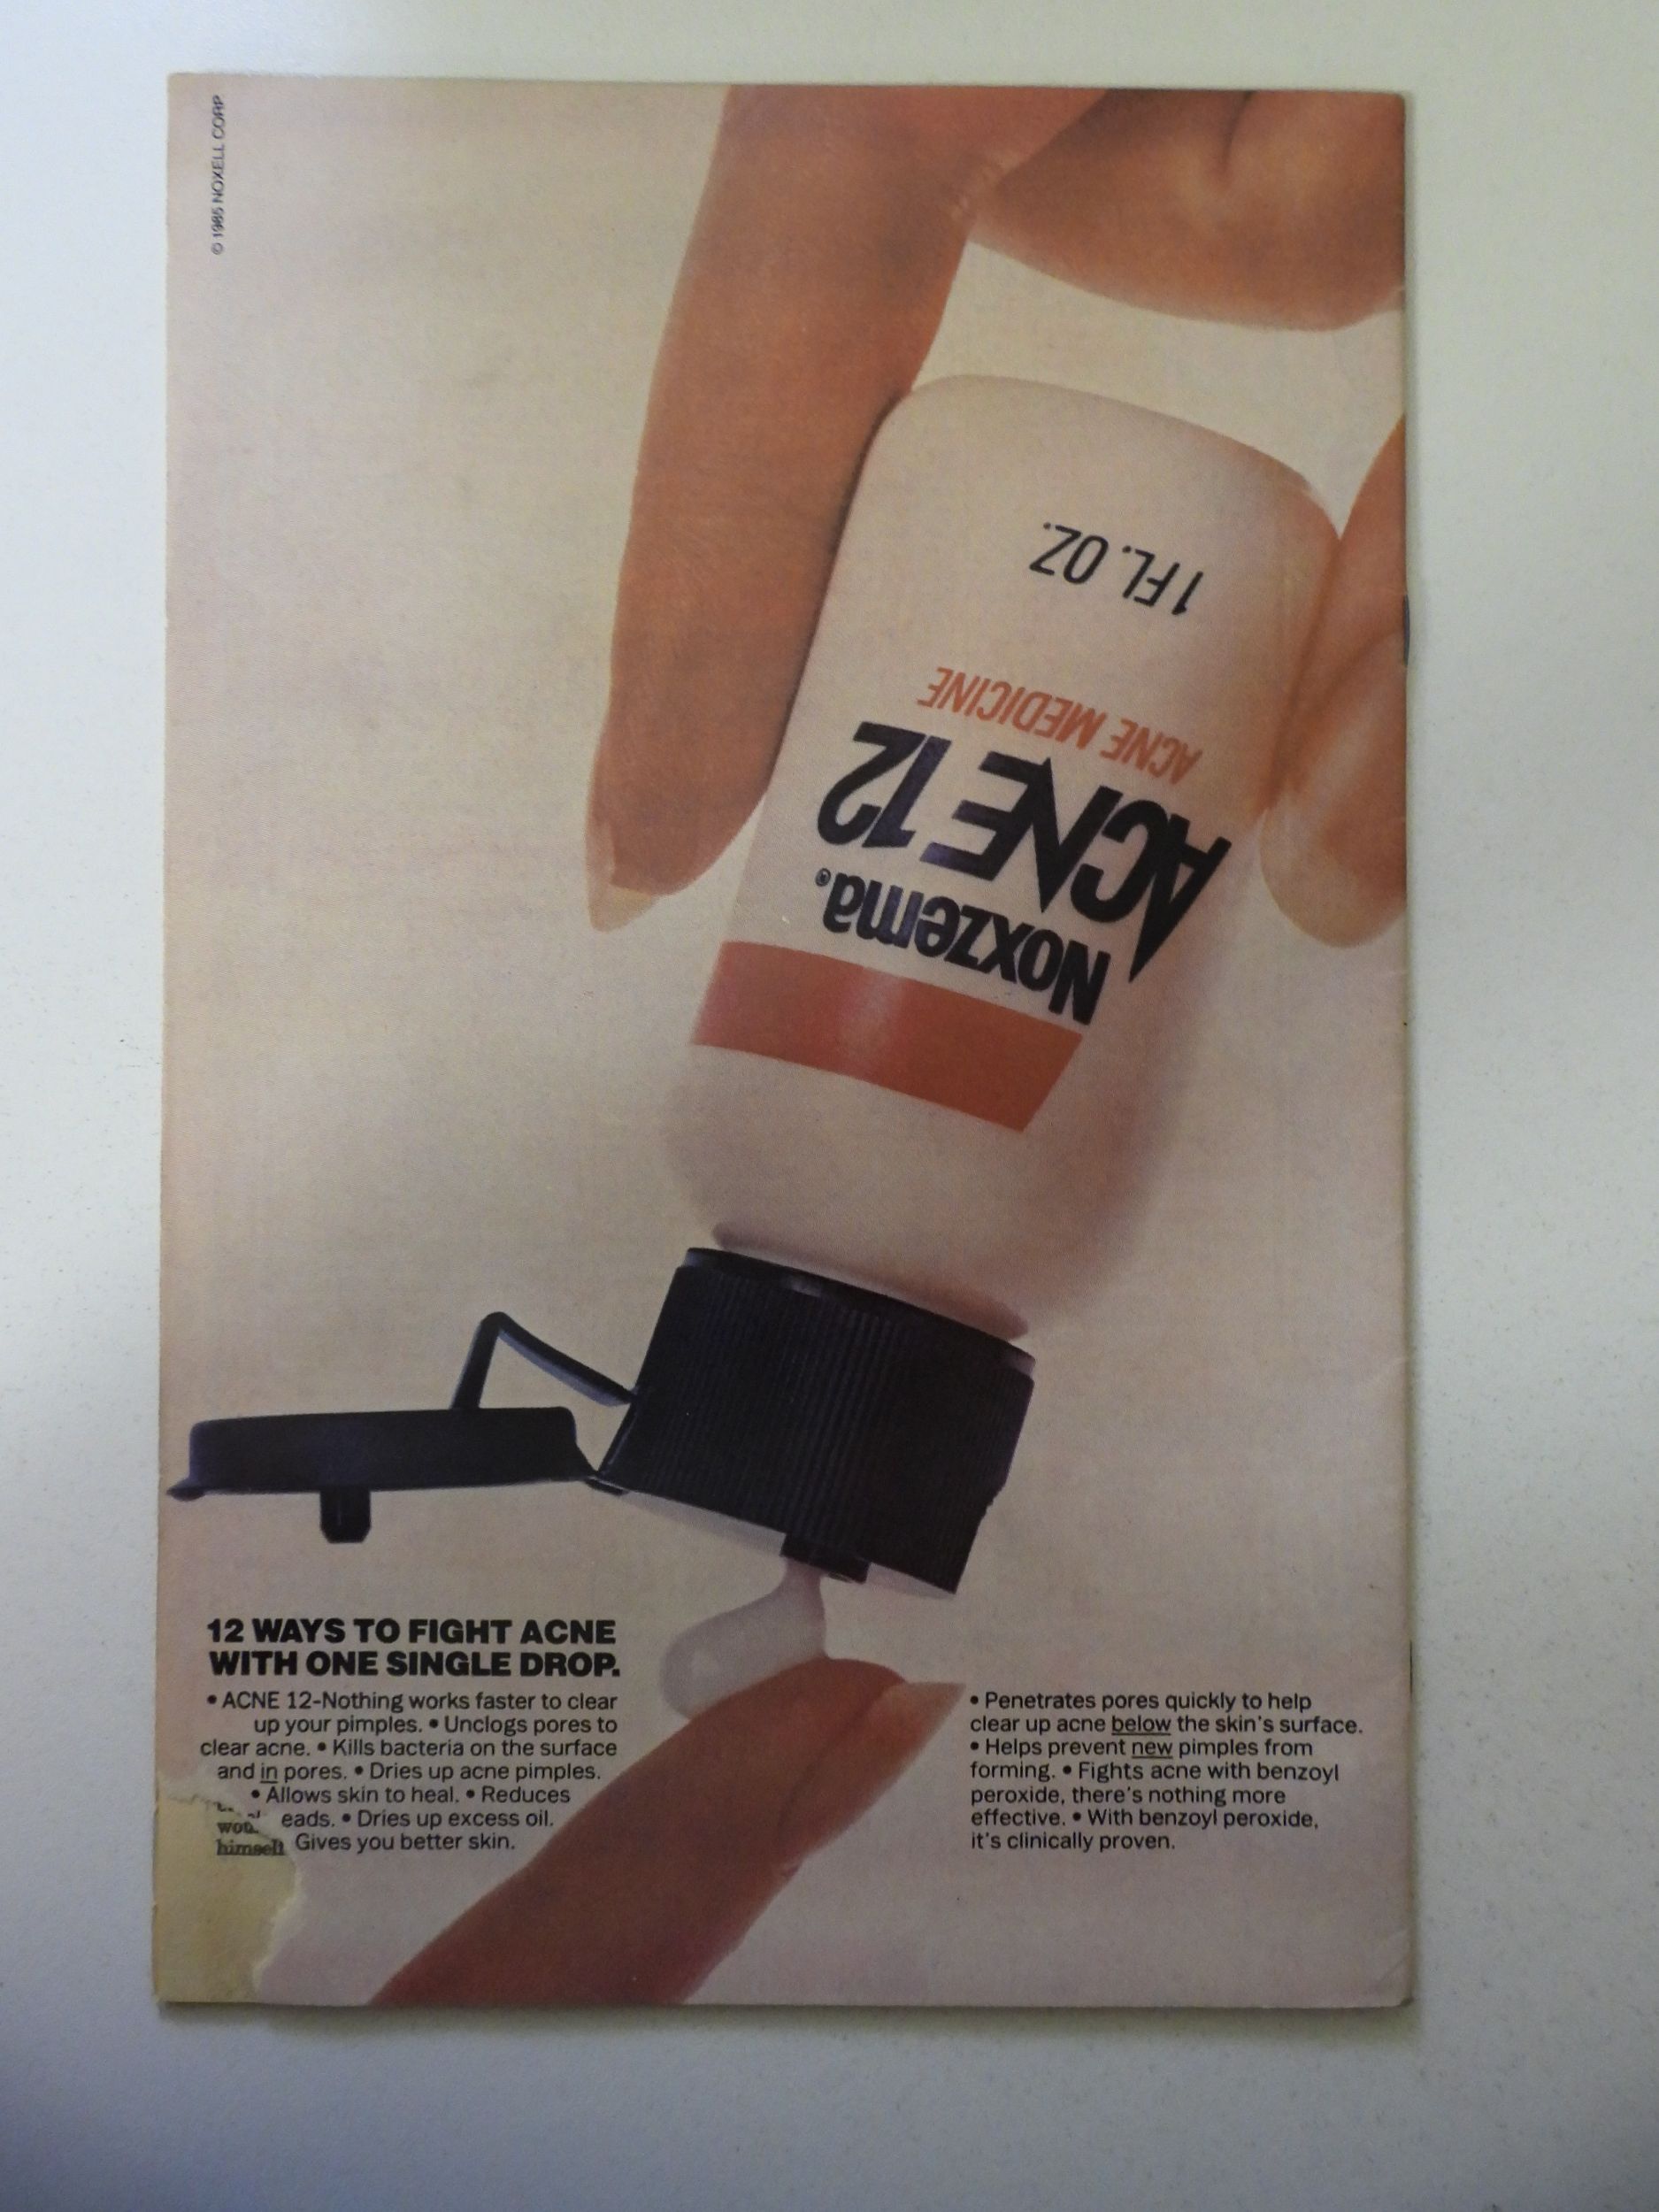 © 1985 NOXELL CORP
1 FL. OZ.
ACNE MEDICINE
ACNE 12
Noxzema®
12 WAYS TO FIGHT ACNE
WITH ONE SINGLE DROP.
• ACNE 12-Nothing works faster to clear
up your pimples. • Unclogs pores to
clear acne. • Kills bacteria on the surface
and in pores. • Dries up acne pimples.
• Allows skin to heal. • Reduces
eads. • Dries up excess oil.
himself Gives you better skin.
• Penetrates pores quickly to help
clear up acne below the skin's surface.
• Helps prevent new pimples from
forming. • Fights acne with benzoyl
peroxide, there's nothing more
effective. • With benzoyl peroxide,
it's clinically proven.